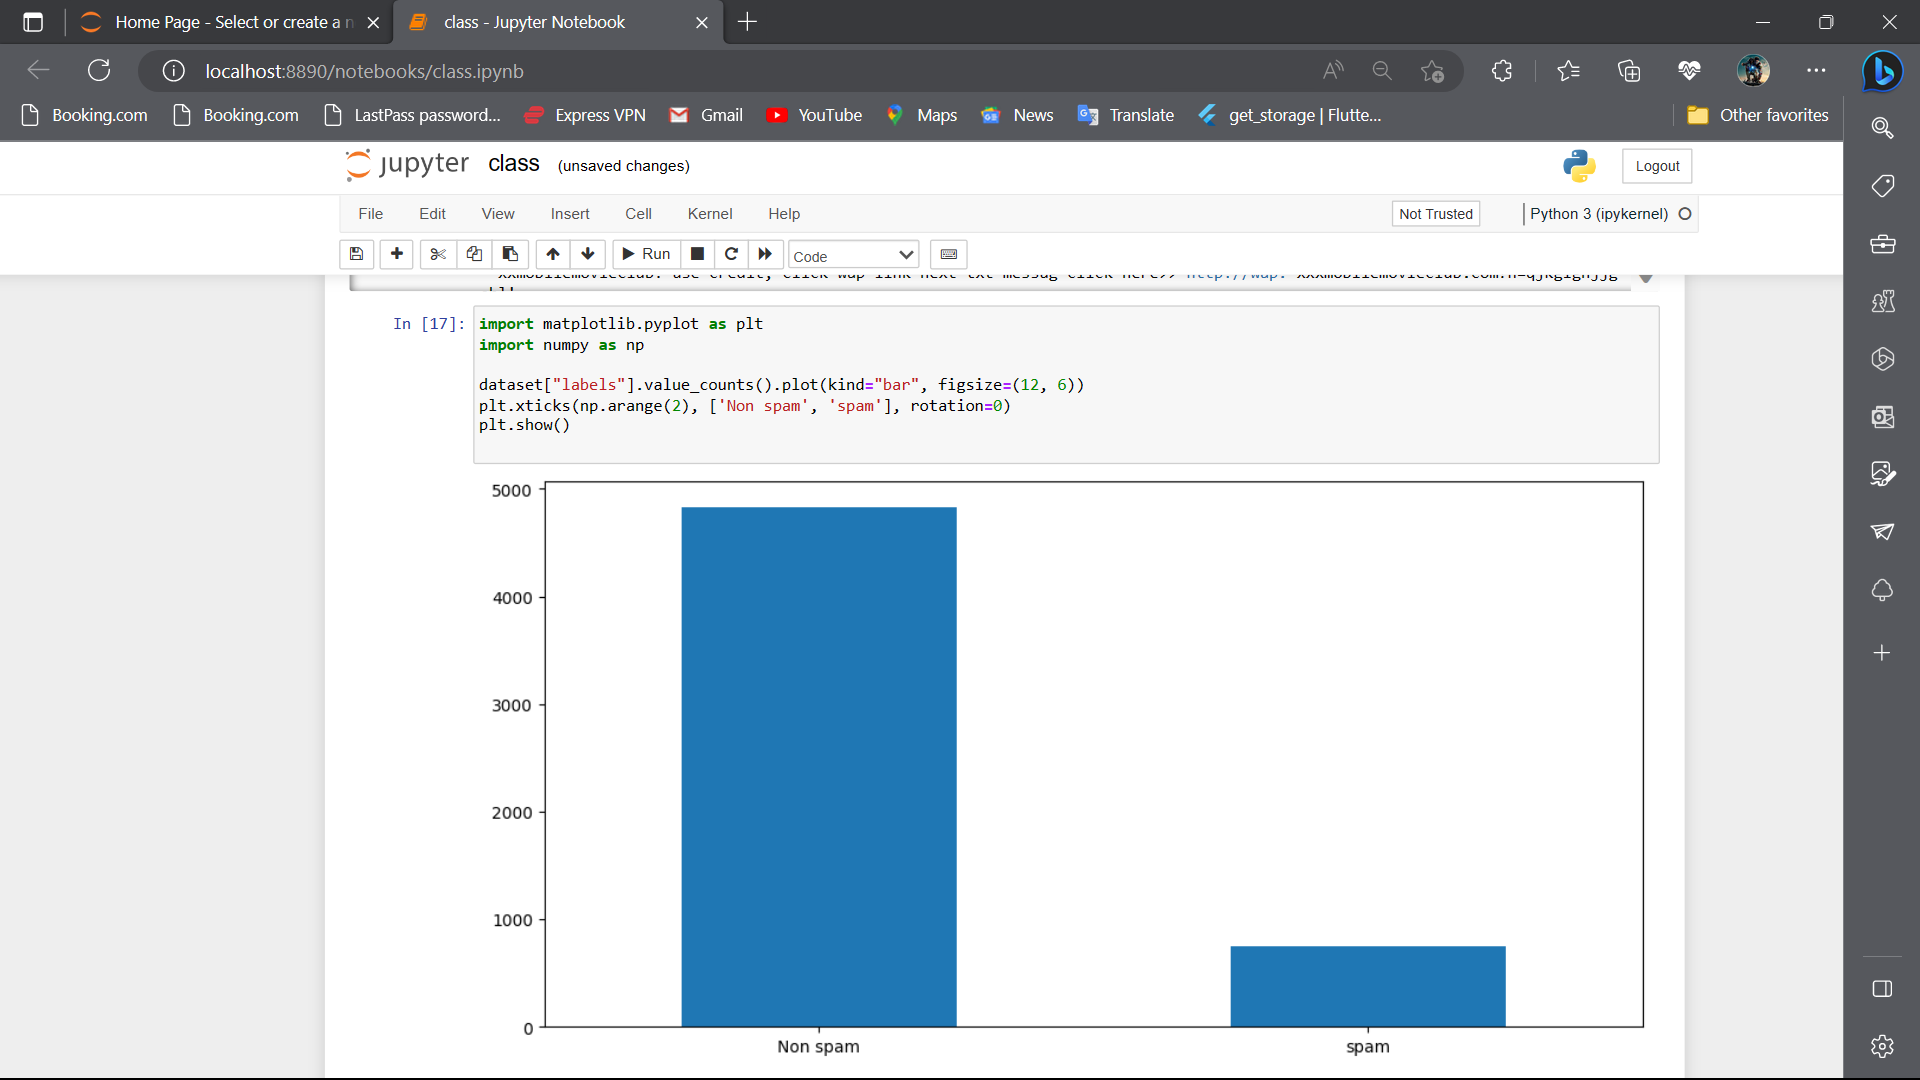 Home Page - Select or create a n
class - Jupyter Notebook
localhost:8890/notebooks/class.ipynb
Booking.com
Booking.com
LastPass password...
Express VPN
Gmail
YouTube
Maps
News
Translate
get_storage | Flutte...
Other favorites
jupyter class (unsaved changes)
Logout
File Edit View Insert Cell Kernel Help
Not Trusted
Python 3 (ipykernel)
Run
Code
In [17]:
import matplotlib.pyplot as plt
import numpy as np
dataset["labels"].value_counts().plot(kind="bar", figsize=(12, 6))
plt.xticks(np.arange(2), ['Non spam', 'spam'], rotation=0)
plt.show()
5000
4000
3000
2000
1000
0
Non spam
spam